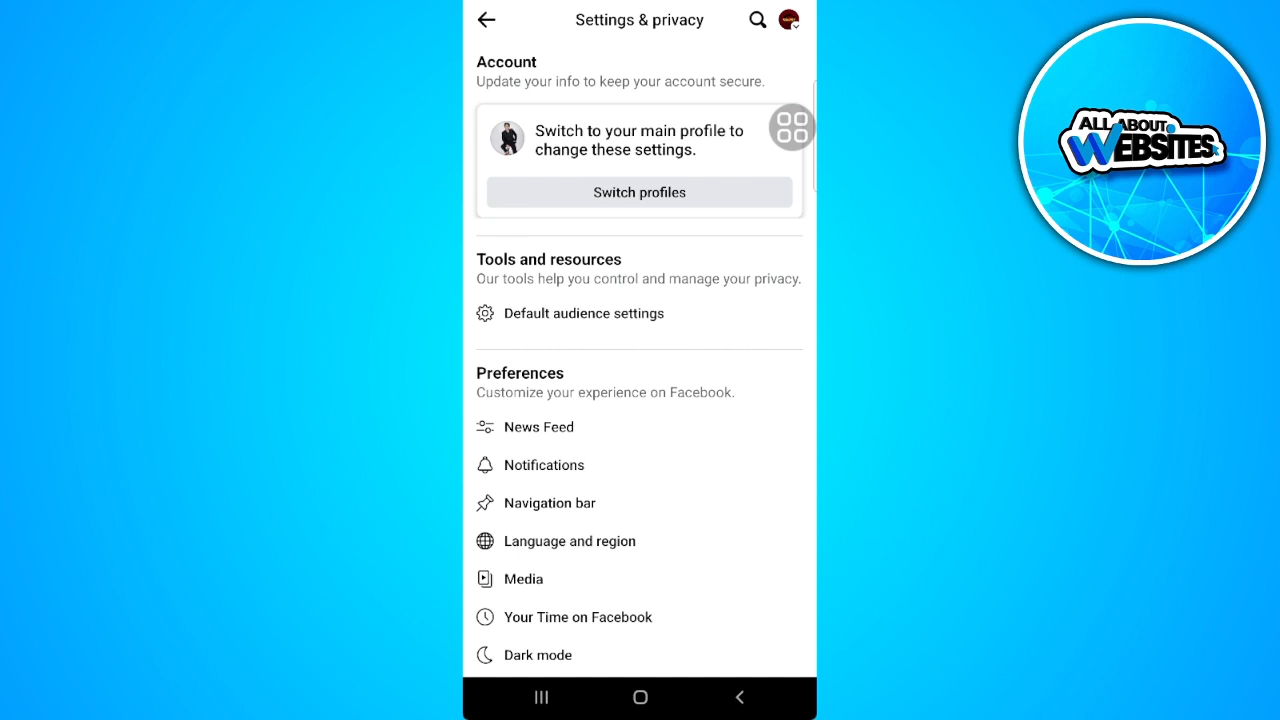 Settings & privacy
Account
Update your info to keep your account secure.
Switch to your main profile to
change these settings.
Switch profiles
Tools and resources
Our tools help you control and manage your privacy.
Default audience settings
Preferences
Customize your experience on Facebook.
News Feed
Notifications
Navigation bar
Language and region
Media
Your Time on Facebook
Dark mode
ALL ABOUT
WEBSITES